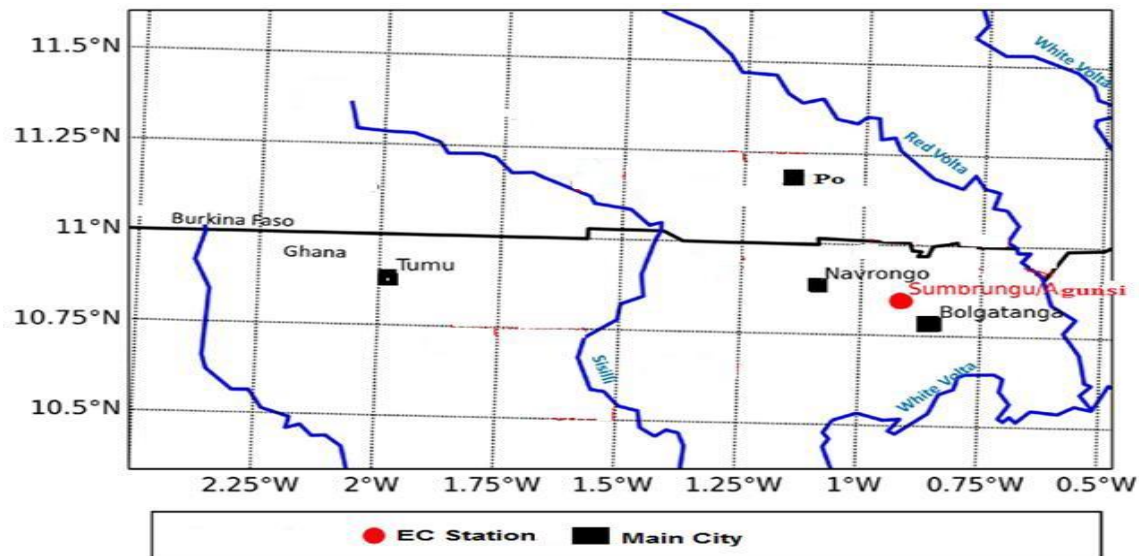 11.5°N
White Volta
11.25°N
Red Volta
Po
11°N
Burkina Faso
Ghana
Tumu
Navrongo
Sumbrungu/Agunsi
10.75°N
Bolgatanga
Sisilli
White Volta
10.5°N
2.25°W 2°W 1.75°W 1.5°W 1.25°W 1°W 0.75°W 0.5°W
EC Station Main City